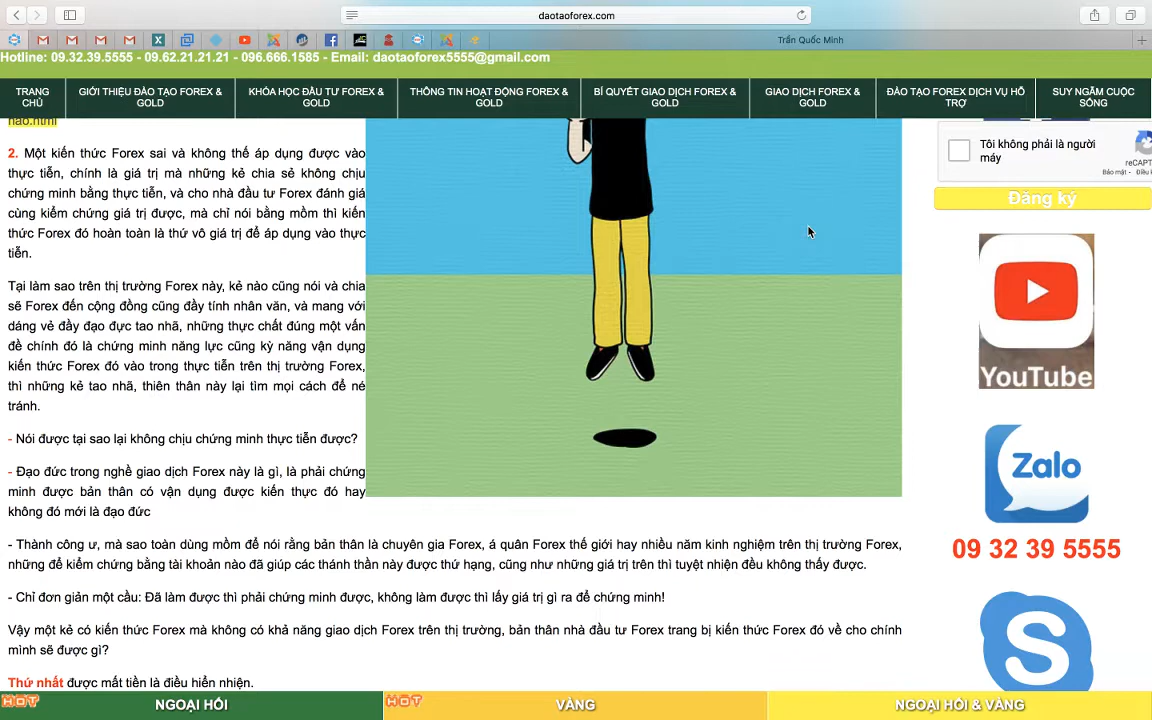 daotaoforex.com
Trần Quốc Minh
Hotline: 09.32.39.5555 - 09.62.21.21.21 - 096.666.1585 - Email: daotaoforex5555@gmail.com
TRANG CHỦ
GIỚI THIỆU ĐÀO TẠO FOREX & GOLD
KHÓA HỌC ĐẦU TƯ FOREX & GOLD
THÔNG TIN HOẠT ĐỘNG FOREX & GOLD
BÍ QUYẾT GIAO DỊCH FOREX & GOLD
GIAO DỊCH FOREX & GOLD
ĐÀO TẠO FOREX DỊCH VỤ HỖ TRỢ
SUY NGẪM CUỘC SỐNG
nao.html
2. Một kiến thức Forex sai và không thể áp dụng được vào
thực tiễn, chính là giá trị mà những kẻ chia sẻ không chịu
chứng minh bằng thực tiễn, và cho nhà đầu tư Forex đánh giá
cùng kiểm chứng giá trị được, mà chỉ nói bằng mồm thì kiến
thức Forex đó hoàn toàn là thứ vô giá trị để áp dụng vào thực
tiễn.
Tại làm sao trên thị trường Forex này, kẻ nào cũng nói và chia
sẽ Forex đến cộng đồng cũng đầy tính nhân văn, và mang với
dáng vẻ đầy đạo đực tao nhã, những thực chất đúng một vấn
đề chính đó là chứng minh năng lực cũng kỳ năng vận dụng
kiến thức Forex đó vào trong thực tiễn trên thị trường Forex,
thì những kẻ tao nhã, thiên thân này lại tìm mọi cách để né
tránh.
- Nói được tại sao lại không chịu chứng minh thực tiễn được?
- Đạo đức trong nghề giao dịch Forex này là gì, là phải chứng
minh được bản thân có vận dụng được kiến thực đó hay
không đó mới là đạo đức
- Thành công ư, mà sao toàn dùng mồm để nói rằng bản thân là chuyên gia Forex, á quân Forex thế giới hay nhiều năm kinh nghiệm trên thị trường Forex,
những để kiểm chứng bằng tài khoản nào đã giúp các thánh thần này được thứ hạng, cũng như những giá trị trên thì tuyệt nhiện đều không thấy được.
- Chỉ đơn giản một cầu: Đã làm được thì phải chứng minh được, không làm được thì lấy giá trị gì ra để chứng minh!
Vậy một kẻ có kiến thức Forex mà không có khả năng giao dịch Forex trên thị trường, bản thân nhà đầu tư Forex trang bị kiến thức Forex đó về cho chính
mình sẽ được gì?
Thứ nhất được mất tiền là điều hiển nhiện.
Tôi không phải là người
máy
reCAPT
Bảo mật - Điều
Đăng ký
YouTube
Zalo
09 32 39 5555
S
HOT NGOẠI HỐI
HOT VÀNG
NGOẠI HỐI & VÀNG